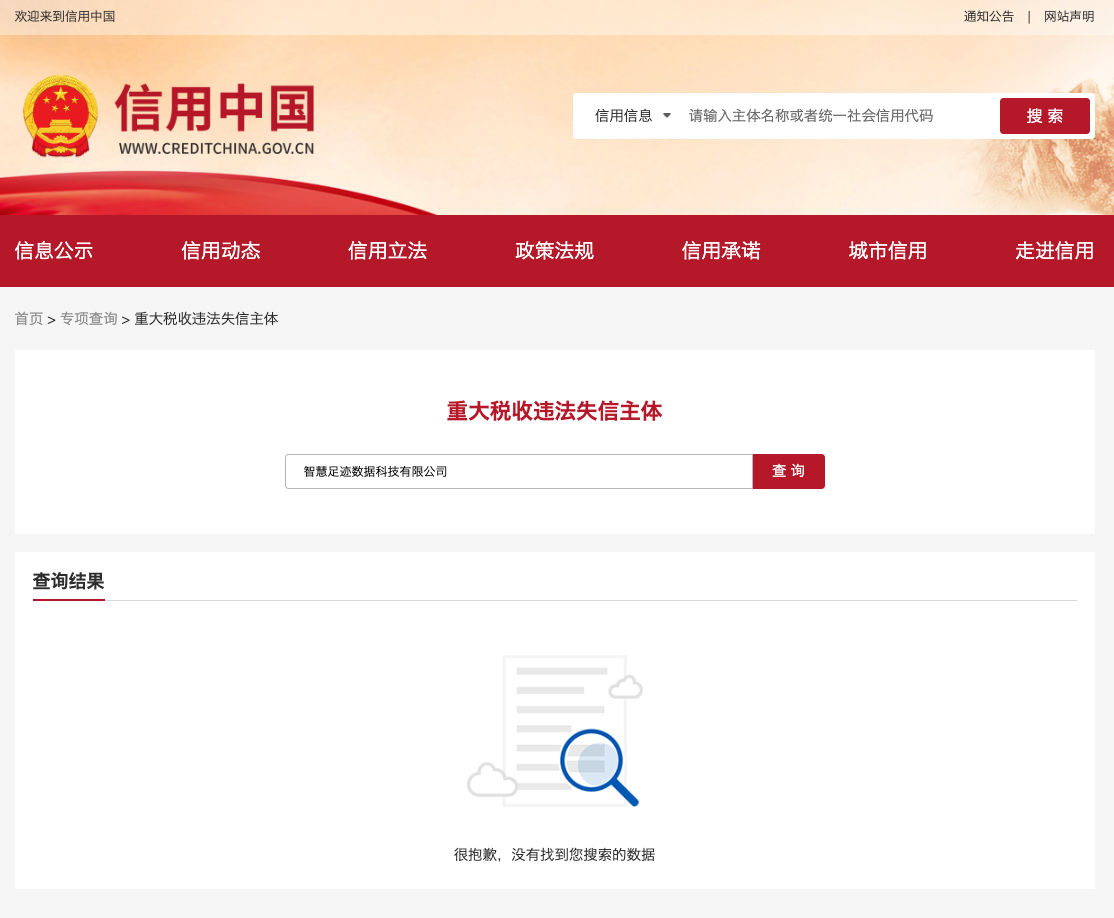 欢迎来到信用中国
通知公告 | 网站声明
信用中国
WWW.CREDITCHINA.GOV.CN
信用信息 请输入主体名称或者统一社会信用代码 搜 索
信息公示 信用动态 信用立法 政策法规 信用承诺 城市信用 走进信用
首页 > 专项查询 > 重大税收违法失信主体
重大税收违法失信主体
智慧足迹数据科技有限公司 查 询
查询结果
很抱歉，没有找到您搜索的数据